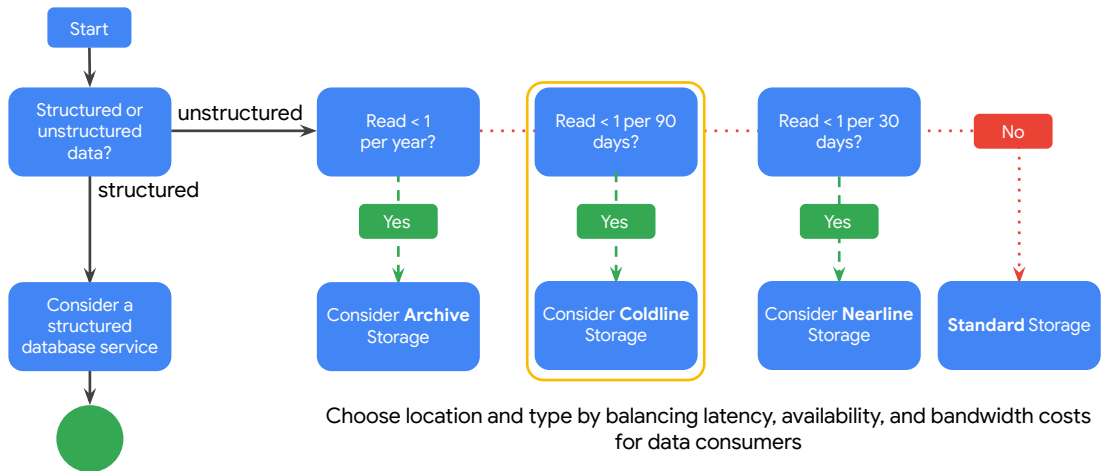 Start
Structured or
unstructured
data?
unstructured
structured
Consider a
structured
database service
Read < 1
per year?
Yes
Consider Archive
Storage
Read < 1 per 90
days?
Yes
Consider Coldline
Storage
Read < 1 per 30
days?
Yes
Consider Nearline
Storage
No
Standard Storage
Choose location and type by balancing latency, availability, and bandwidth costs
for data consumers